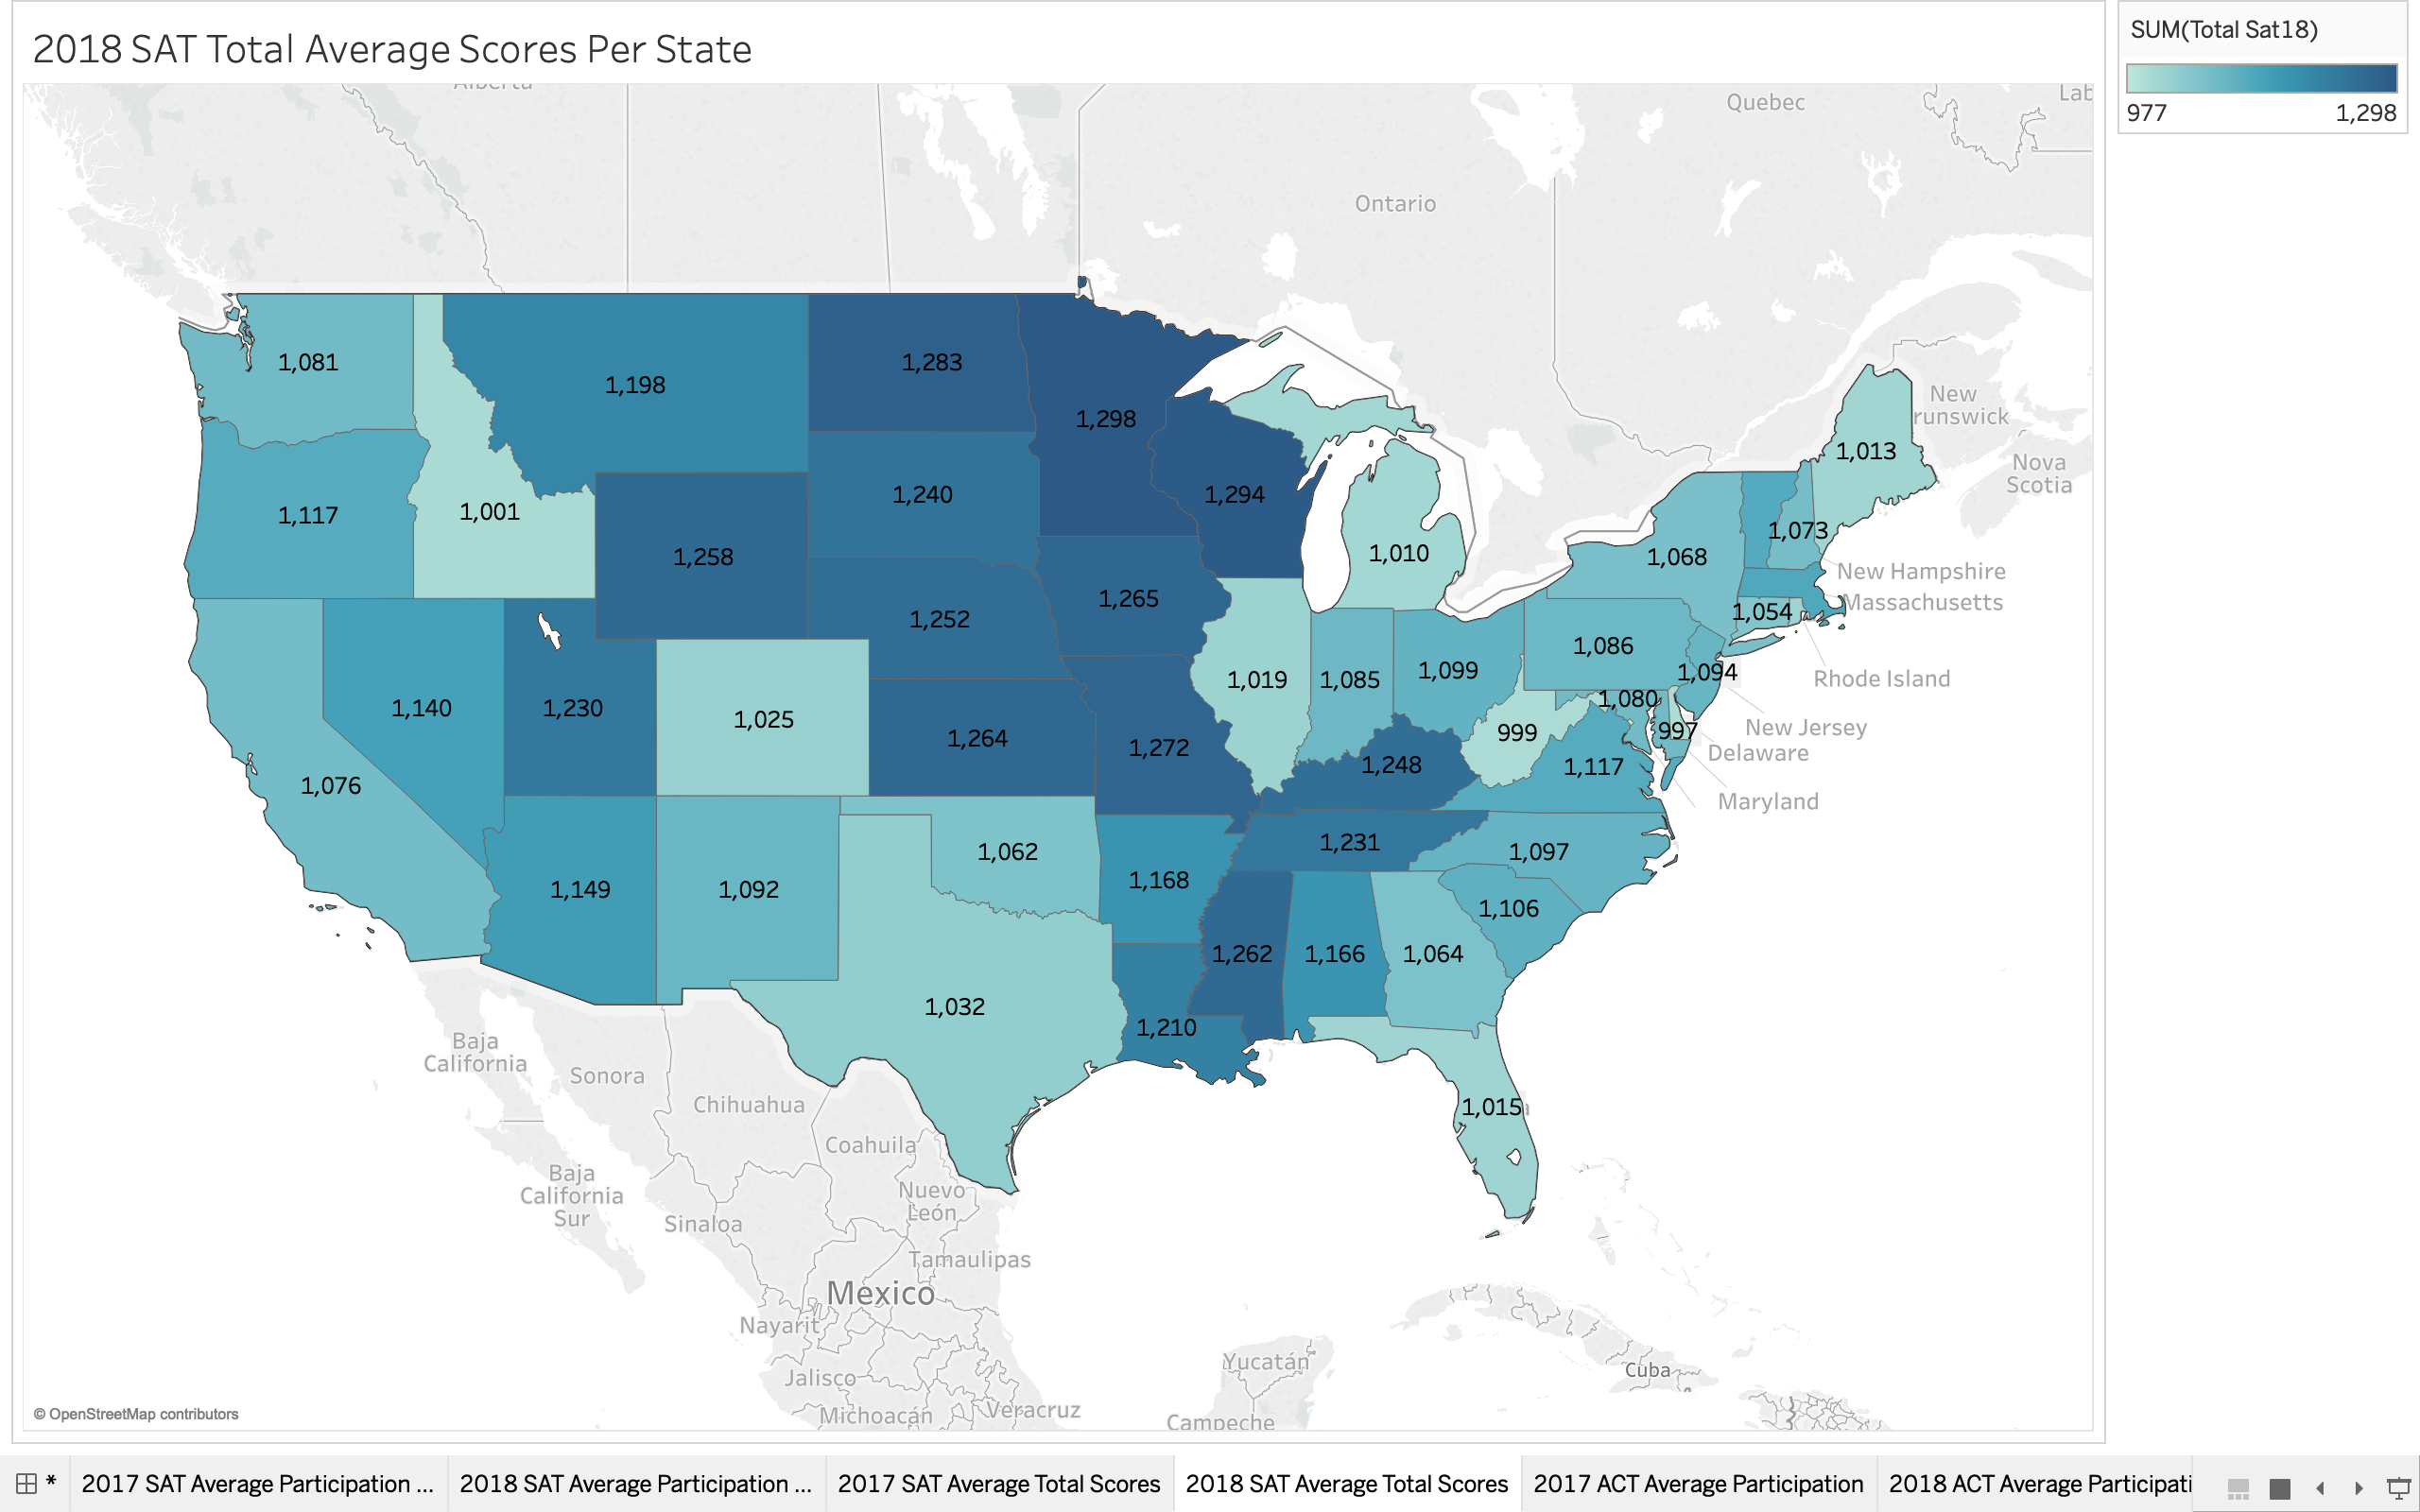 2018 SAT Total Average Scores Per State
SUM(Total Sat18)
977 1,298
Quebec
Ontario
New
runswick
Nova
Scotia
1,081
1,198
1,283
1,298
1,013
1,117
1,001
1,258
1,240
1,294
1,010
1,068
1,073
New Hampshire
Massachusetts
1,054
1,252
1,265
1,086
1,094
Rhode Island
1,140
1,230
1,025
1,264
1,272
1,019
1,085
1,099
999
1,080
997
New Jersey
Delaware
Maryland
1,076
1,248
1,117
1,149
1,092
1,062
1,168
1,231
1,097
1,106
1,032
1,210
1,262
1,166
1,064
1,015
Baja
California
Sonora
Chihuahua
Coahuila
Baja
California
Sur
Sinaloa
Nuevo
León
Tamaulipas
Mexico
Nayarit
Jalisco
Michoacán
Veracruz
Yucatán
Campeche
Cuba
© OpenStreetMap contributors
* 2017 SAT Average Participation ... 2018 SAT Average Participation ... 2017 SAT Average Total Scores 2018 SAT Average Total Scores 2017 ACT Average Participation 2018 ACT Average Participati